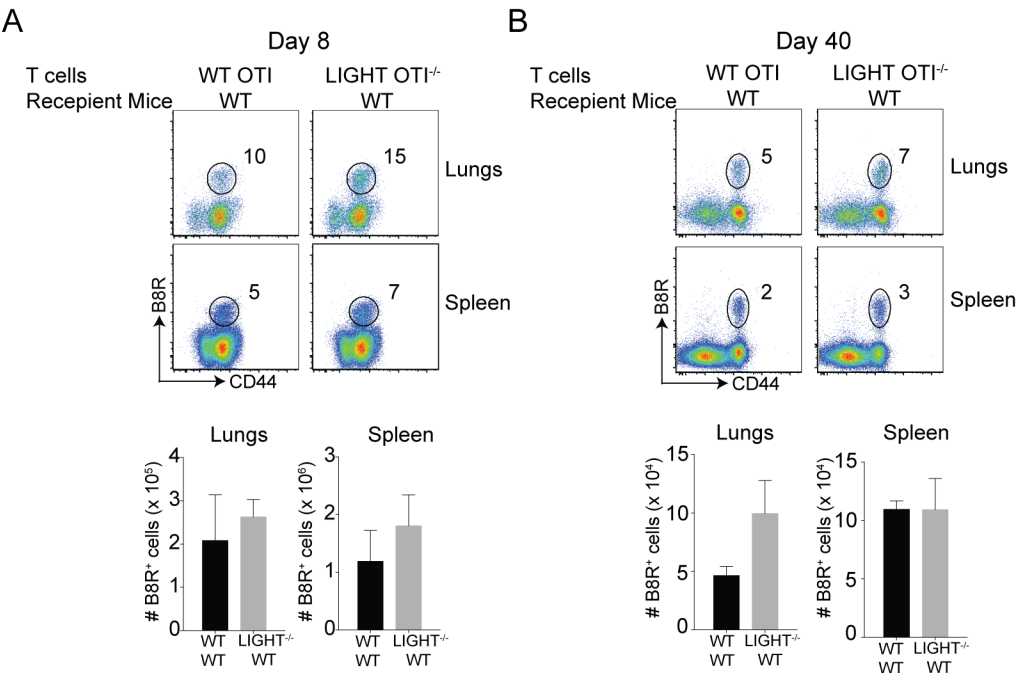 A
Day 8
T cells WT OTI LIGHT OTI-/-
Recepient Mice WT WT
10 15 Lungs
5 7 Spleen
B8R
CD44
Lungs
# B8R+ cells (x 10⁵)
4
3
2
1
0
WT LIGHT-/-
WT WT
Spleen
# B8R+ cells (x 10⁶)
3
2
1
0
WT LIGHT-/-
WT WT
B
Day 40
T cells WT OTI LIGHT OTI-/-
Recepient Mice WT WT
5 7 Lungs
2 3 Spleen
B8R
CD44
Lungs
# B8R+ cells (x 10⁴)
15
10
5
0
WT LIGHT-/-
WT WT
Spleen
# B8R+ cells (x 10⁴)
15
10
5
0
WT LIGHT-/-
WT WT